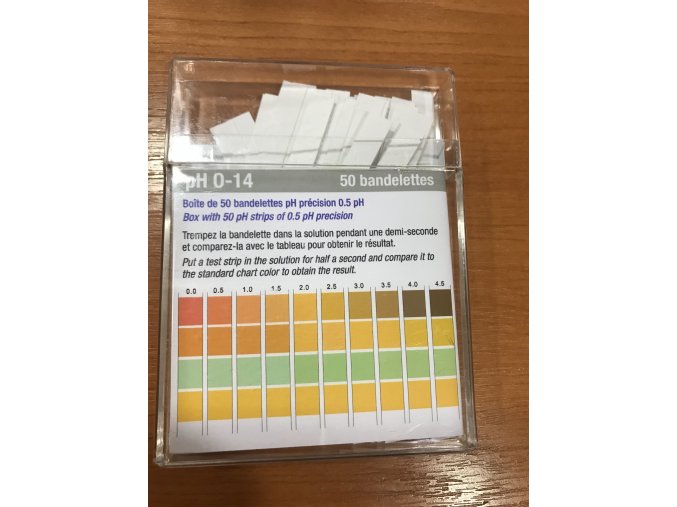 pH 0-14 50 bandelettes
Boîte de 50 bandelettes pH précision 0.5 pH
Box with 50 pH strips of 0.5 pH precision
Trempez la bandelette dans la solution pendant une demi-seconde
et comparez-la avec le tableau pour obtenir le résultat.
Put a test strip in the solution for half a second and compare it to
the standard chart color to obtain the result.
0.0 0.5 1.0 1.5 2.0 2.5 3.0 3.5 4.0 4.5